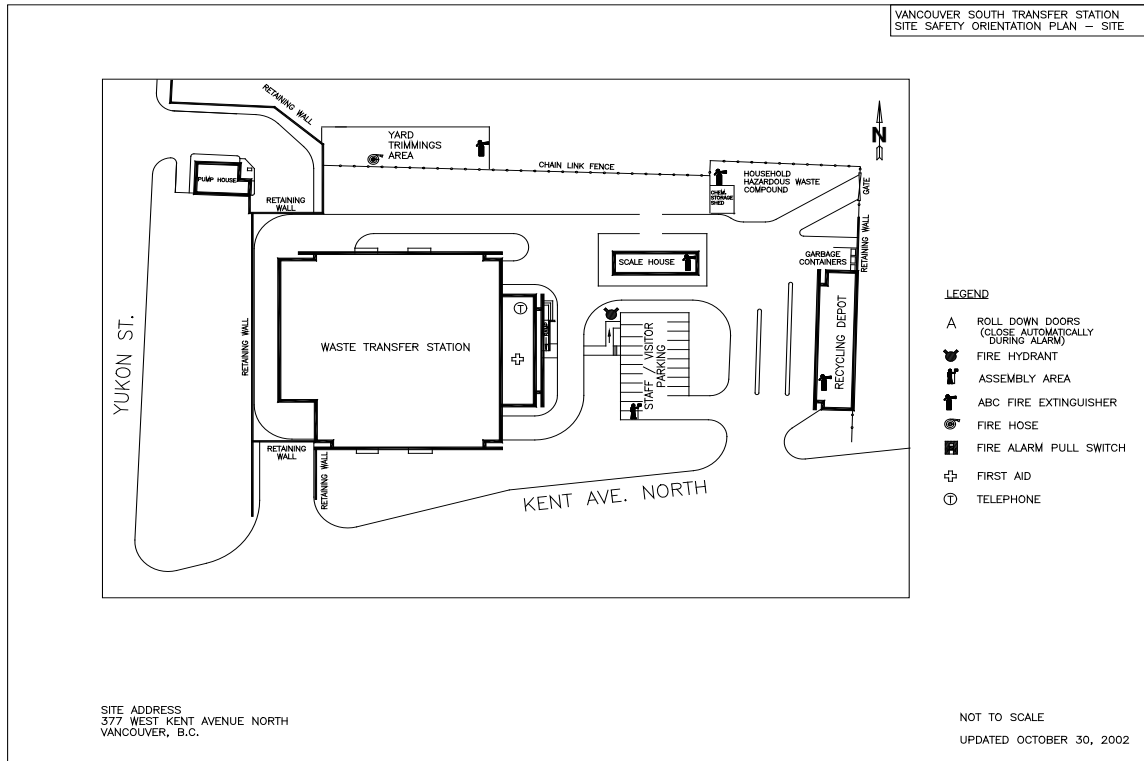 VANCOUVER SOUTH TRANSFER STATION
SITE SAFETY ORIENTATION PLAN – SITE
RETAINING WALL
YARD
TRIMMINGS
AREA
N
CHAIN LINK FENCE
HOUSEHOLD
HAZARDOUS WASTE
COMPOUND
GATE
PUMP HOUSE
CHEM.
STORAGE
SHED
RETAINING
WALL
RETAINING WALL
GARBAGE
CONTAINERS
SCALE HOUSE
YUKON ST.
RETAINING WALL
WASTE TRANSFER STATION
T
STAFF / VISITOR
PARKING
RECYCLING DEPOT
RETAINING
WALL
RETAINING WALL
KENT AVE. NORTH
LEGEND
A ROLL DOWN DOORS
(CLOSE AUTOMATICALLY
DURING ALARM)
FIRE HYDRANT
ASSEMBLY AREA
ABC FIRE EXTINGUISHER
FIRE HOSE
FIRE ALARM PULL SWITCH
FIRST AID
T TELEPHONE
SITE ADDRESS
377 WEST KENT AVENUE NORTH
VANCOUVER, B.C.
NOT TO SCALE
UPDATED OCTOBER 30, 2002